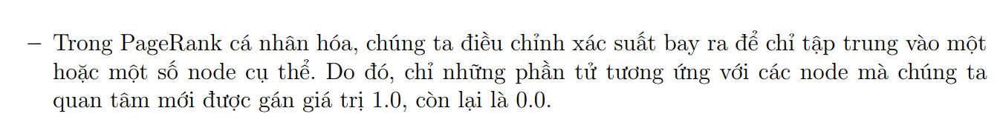 – Trong PageRank cá nhân hóa, chúng ta điều chỉnh xác suất bay ra để chỉ tập trung vào một
hoặc một số node cụ thể. Do đó, chỉ những phần tử tương ứng với các node mà chúng ta
quan tâm mới được gán giá trị 1.0, còn lại là 0.0.